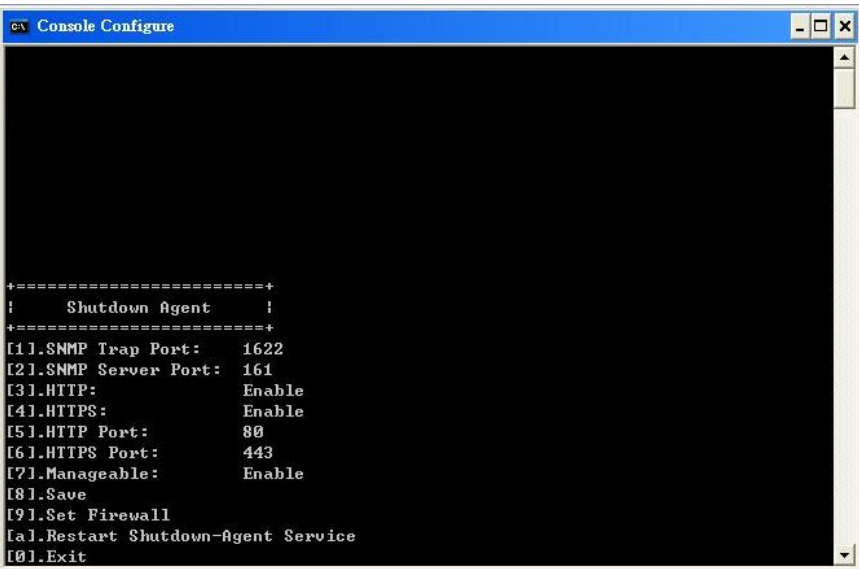 Console Configure
+========================+
¦ Shutdown Agent ¦
+========================+
[1].SNMP Trap Port: 1622
[2].SNMP Server Port: 161
[3].HTTP: Enable
[4].HTTPS: Enable
[5].HTTP Port: 80
[6].HTTPS Port: 443
[7].Manageable: Enable
[8].Save
[9].Set Firewall
[a].Restart Shutdown-Agent Service
[0].Exit